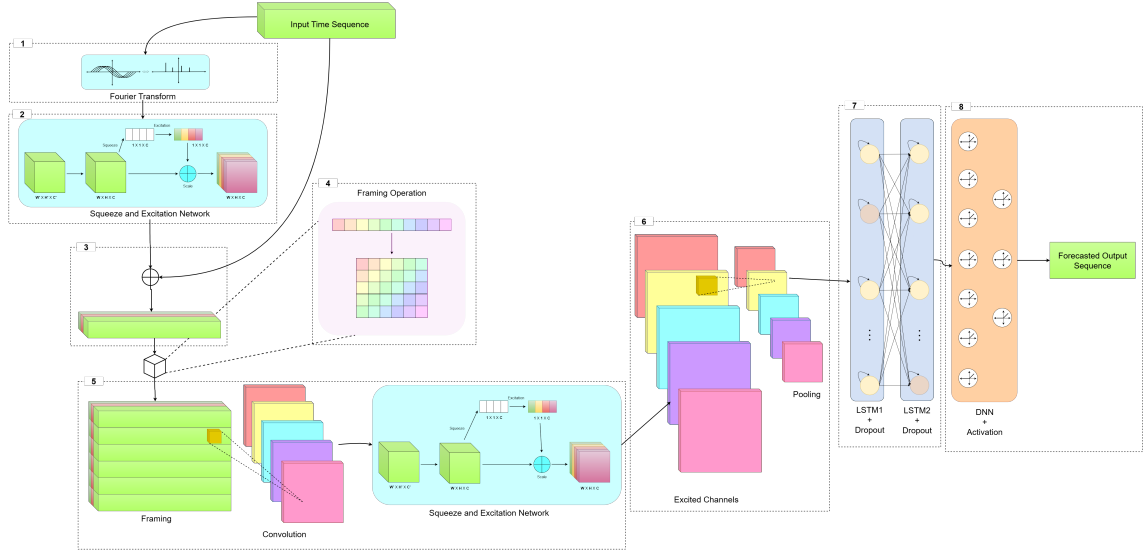 Input Time Sequence
1
Fourier Transform
2
Excitation
Squeeze
1 X 1 X C
1 X 1 X C
Scale
W' X H' X C'
W X H X C
W X H X C
Squeeze and Excitation Network
3
4
Framing Operation
5
Framing
Convolution
Excitation
Squeeze
1 X 1 X C
1 X 1 X C
Scale
W' X H' X C'
W X H X C
W X H X C
Squeeze and Excitation Network
6
Pooling
Excited Channels
7
LSTM1
+
Dropout
LSTM2
+
Dropout
8
DNN
+
Activation
Forecasted Output
Sequence